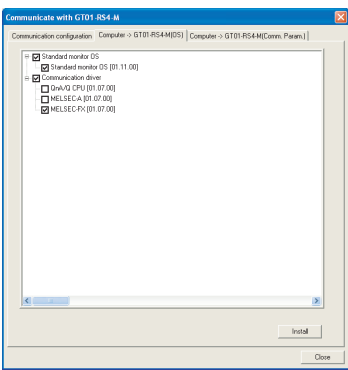 Communicate with GT01-RS4-M
Communication configuration Computer -> GT01-RS4-M(OS) Computer -> GT01-RS4-M(Comm. Param.)
Standard monitor OS
Standard monitor OS [01.11.00]
Communication driver
QnA/Q CPU [01.07.00]
MELSEC-A [01.07.00]
MELSEC-FX [01.07.00]
Install
Close